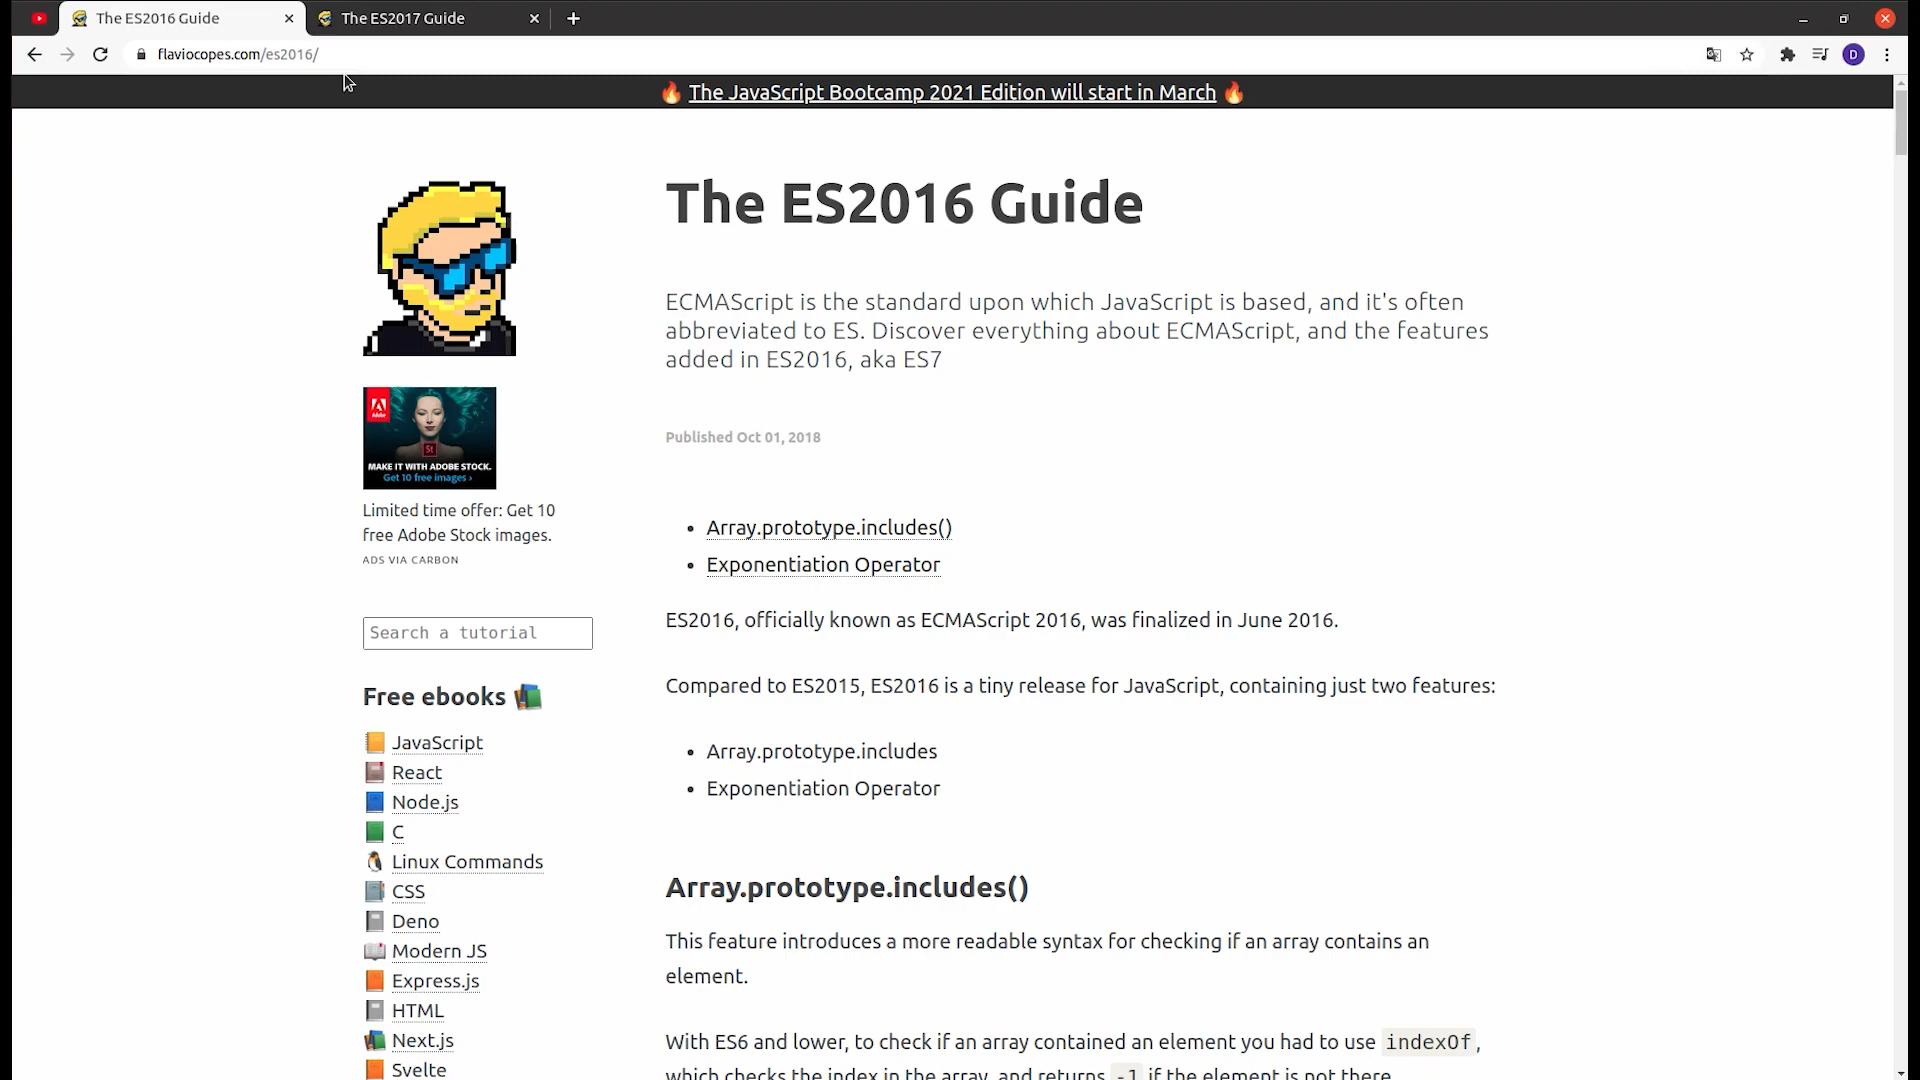 The ES2016 Guide
The ES2017 Guide
flaviocopes.com/es2016/
D
🔥 The JavaScript Bootcamp 2021 Edition will start in March 🔥
The ES2016 Guide
ECMAScript is the standard upon which JavaScript is based, and it's often
abbreviated to ES. Discover everything about ECMAScript, and the features
added in ES2016, aka ES7
Published Oct 01, 2018
Adobe
St
MAKE IT WITH ADOBE STOCK.
Get 10 free images ›
Limited time offer: Get 10
free Adobe Stock images.
ADS VIA CARBON
Search a tutorial
Free ebooks 📚
JavaScript
React
Node.js
C
Linux Commands
CSS
Deno
Modern JS
Express.js
HTML
Next.js
Svelte
• Array.prototype.includes()
• Exponentiation Operator
ES2016, officially known as ECMAScript 2016, was finalized in June 2016.
Compared to ES2015, ES2016 is a tiny release for JavaScript, containing just two features:
• Array.prototype.includes
• Exponentiation Operator
Array.prototype.includes()
This feature introduces a more readable syntax for checking if an array contains an
element.
With ES6 and lower, to check if an array contained an element you had to use indexOf,
which checks the index in the array, and returns -1 if the element is not there.